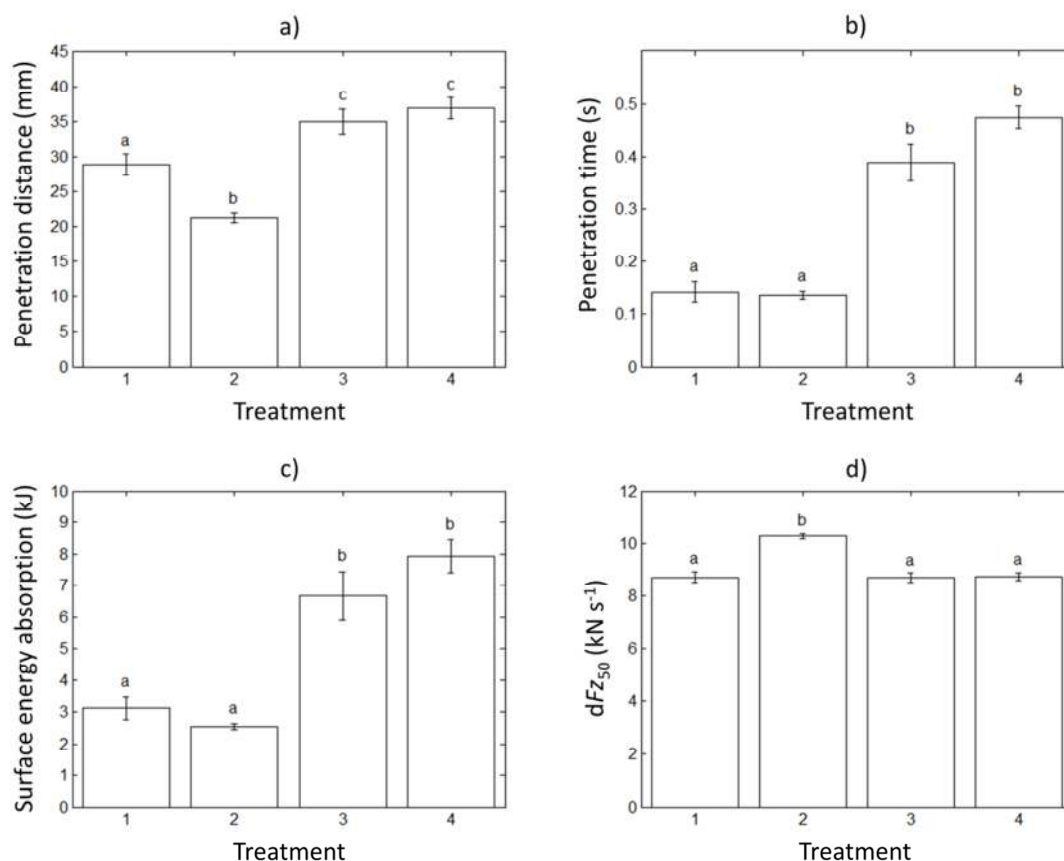 a)
Penetration distance (mm)
45
40
35
30
25
20
15
10
5
0
a
b
c
c
1 2 3 4
Treatment
b)
Penetration time (s)
0.5
0.4
0.3
0.2
0.1
0
a
a
b
b
1 2 3 4
Treatment
c)
Surface energy absorption (kJ)
10
9
8
7
6
5
4
3
2
1
0
a
a
b
b
1 2 3 4
Treatment
d)
dFz₅₀ (kN s⁻¹)
12
10
8
6
4
2
0
a
b
a
a
1 2 3 4
Treatment